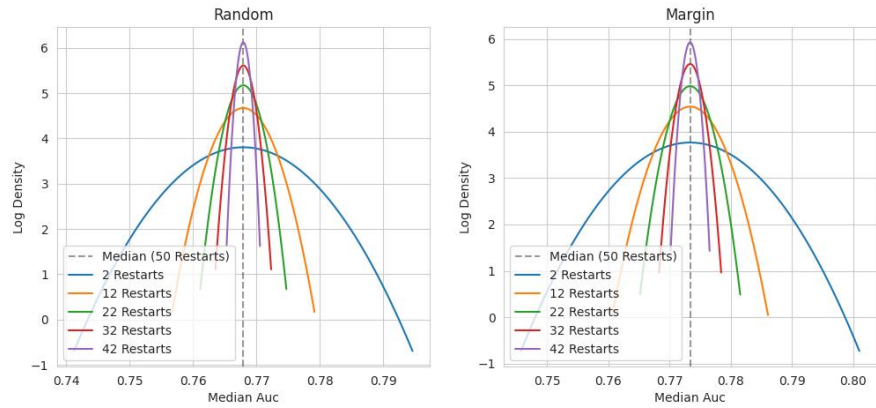 Random
Log Density
6
5
4
3
2
1
0
−1
Median (50 Restarts)
2 Restarts
12 Restarts
22 Restarts
32 Restarts
42 Restarts
0.74 0.75 0.76 0.77 0.78 0.79
Median Auc
Margin
Log Density
6
5
4
3
2
1
0
−1
Median (50 Restarts)
2 Restarts
12 Restarts
22 Restarts
32 Restarts
42 Restarts
0.75 0.76 0.77 0.78 0.79 0.80
Median Auc